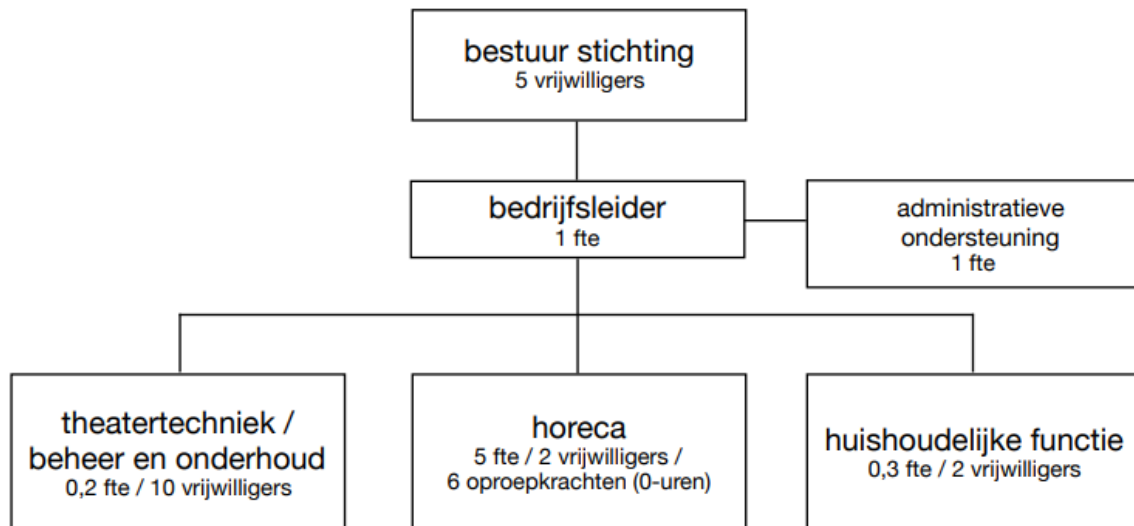 bestuur stichting
5 vrijwilligers
bedrijfsleider
1 fte
administratieve
ondersteuning
1 fte
theatertechniek /
beheer en onderhoud
0,2 fte / 10 vrijwilligers
horeca
5 fte / 2 vrijwilligers /
6 oproepkrachten (0-uren)
huishoudelijke functie
0,3 fte / 2 vrijwilligers